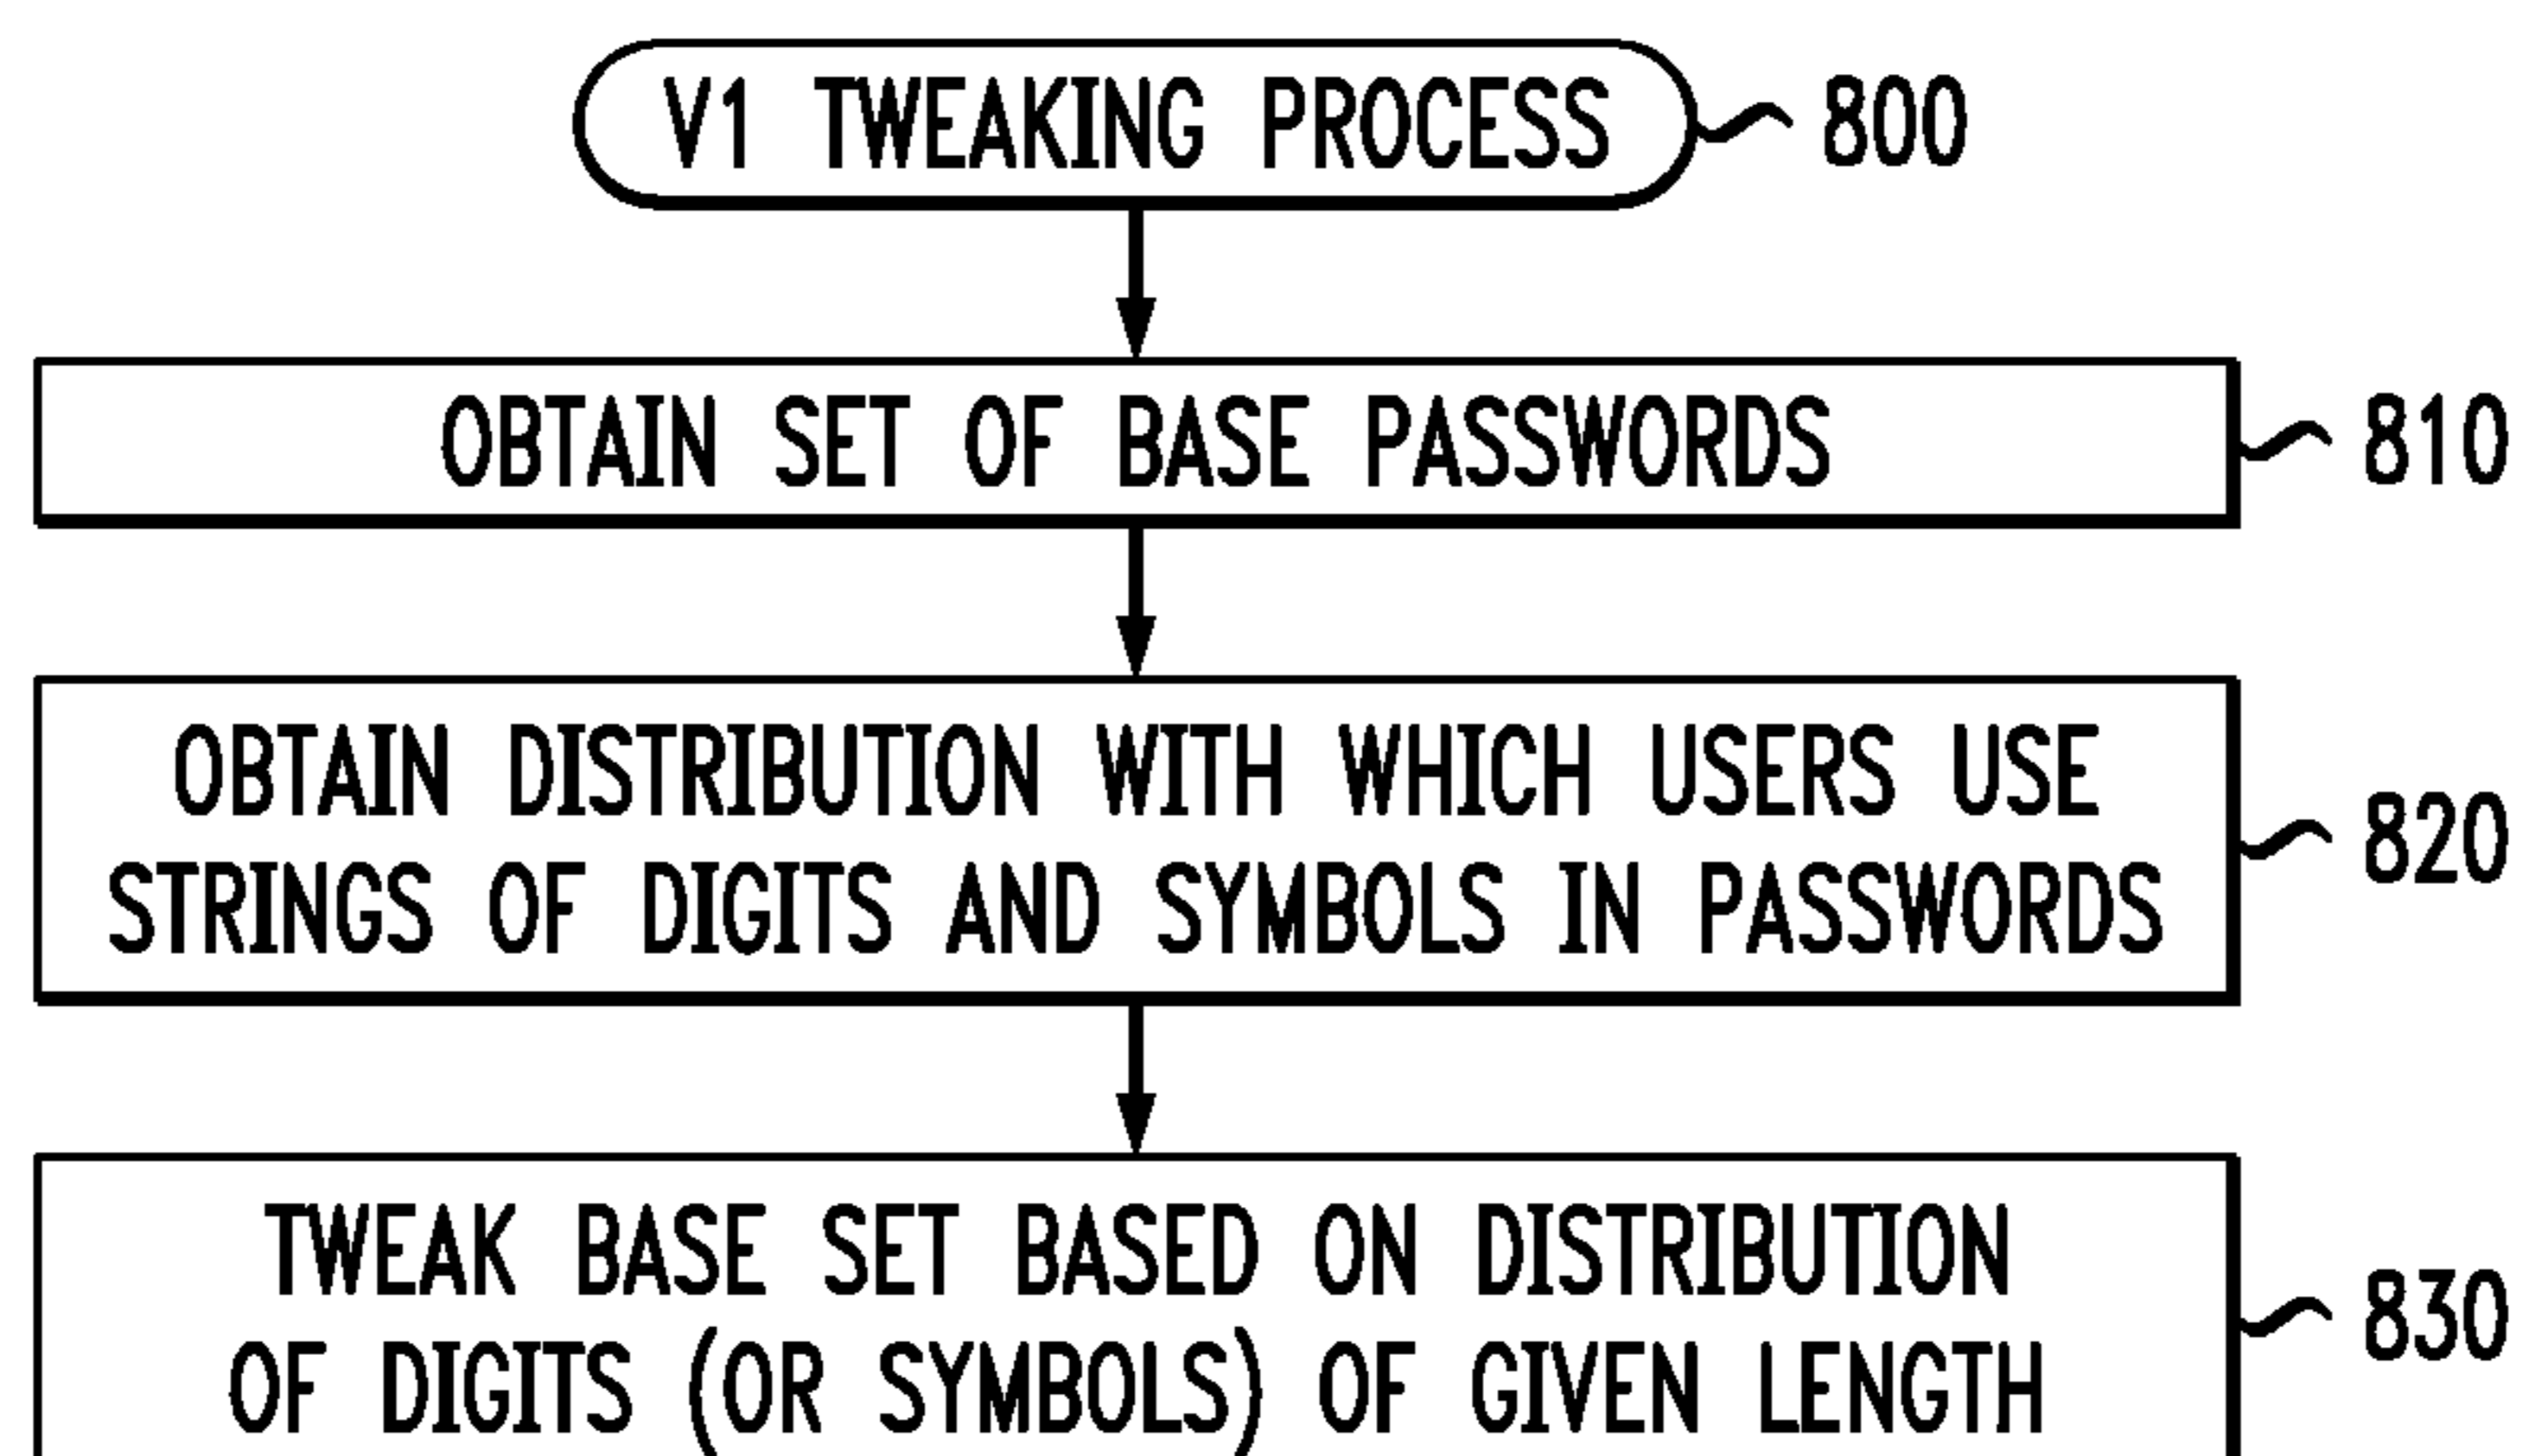 V1 TWEAKING PROCESS 800
OBTAIN SET OF BASE PASSWORDS 810
OBTAIN DISTRIBUTION WITH WHICH USERS USE
STRINGS OF DIGITS AND SYMBOLS IN PASSWORDS
820
TWEAK BASE SET BASED ON DISTRIBUTION
OF DIGITS (OR SYMBOLS) OF GIVEN LENGTH
830